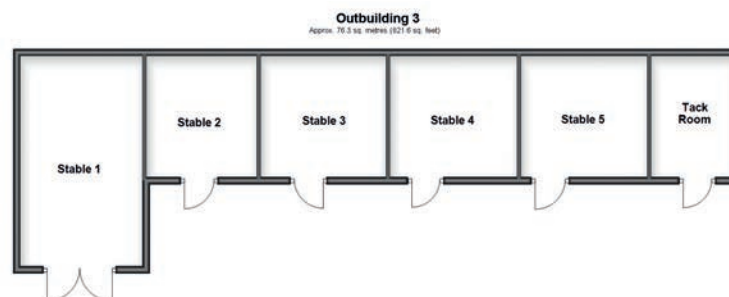 Outbuilding 3
Approx. 76.3 sq. metres (821.6 sq. feet)
Stable 1
Stable 2
Stable 3
Stable 4
Stable 5
Tack
Room